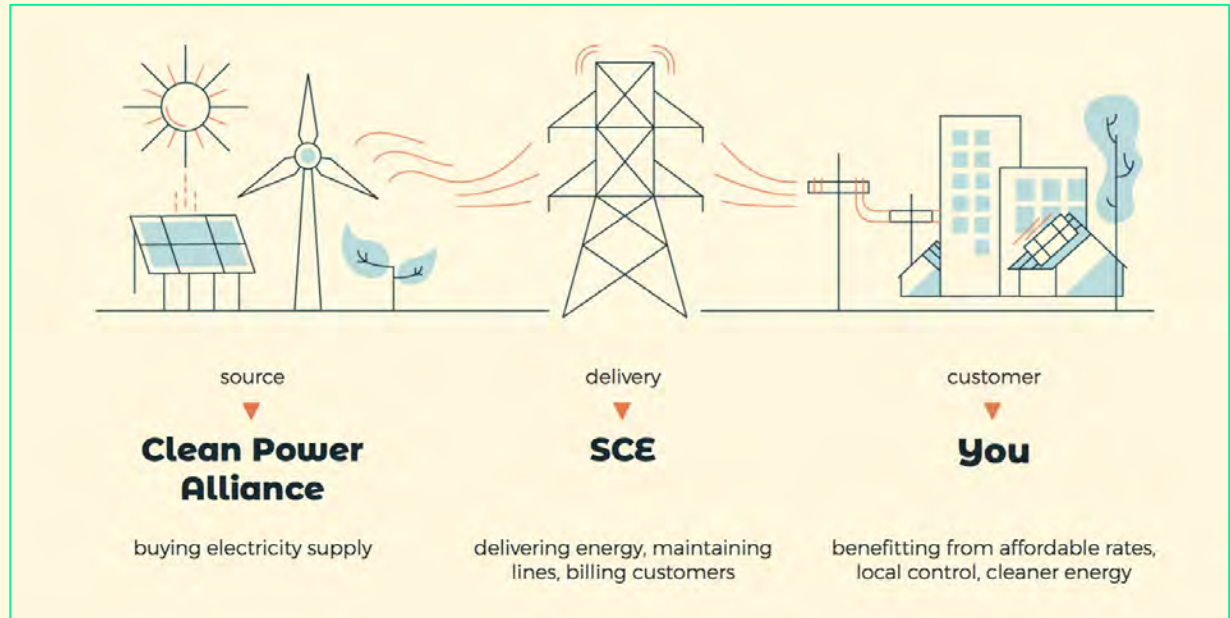 source
Clean Power
Alliance
buying electricity supply
delivery
SCE
delivering energy, maintaining
lines, billing customers
customer
You
benefitting from affordable rates,
local control, cleaner energy